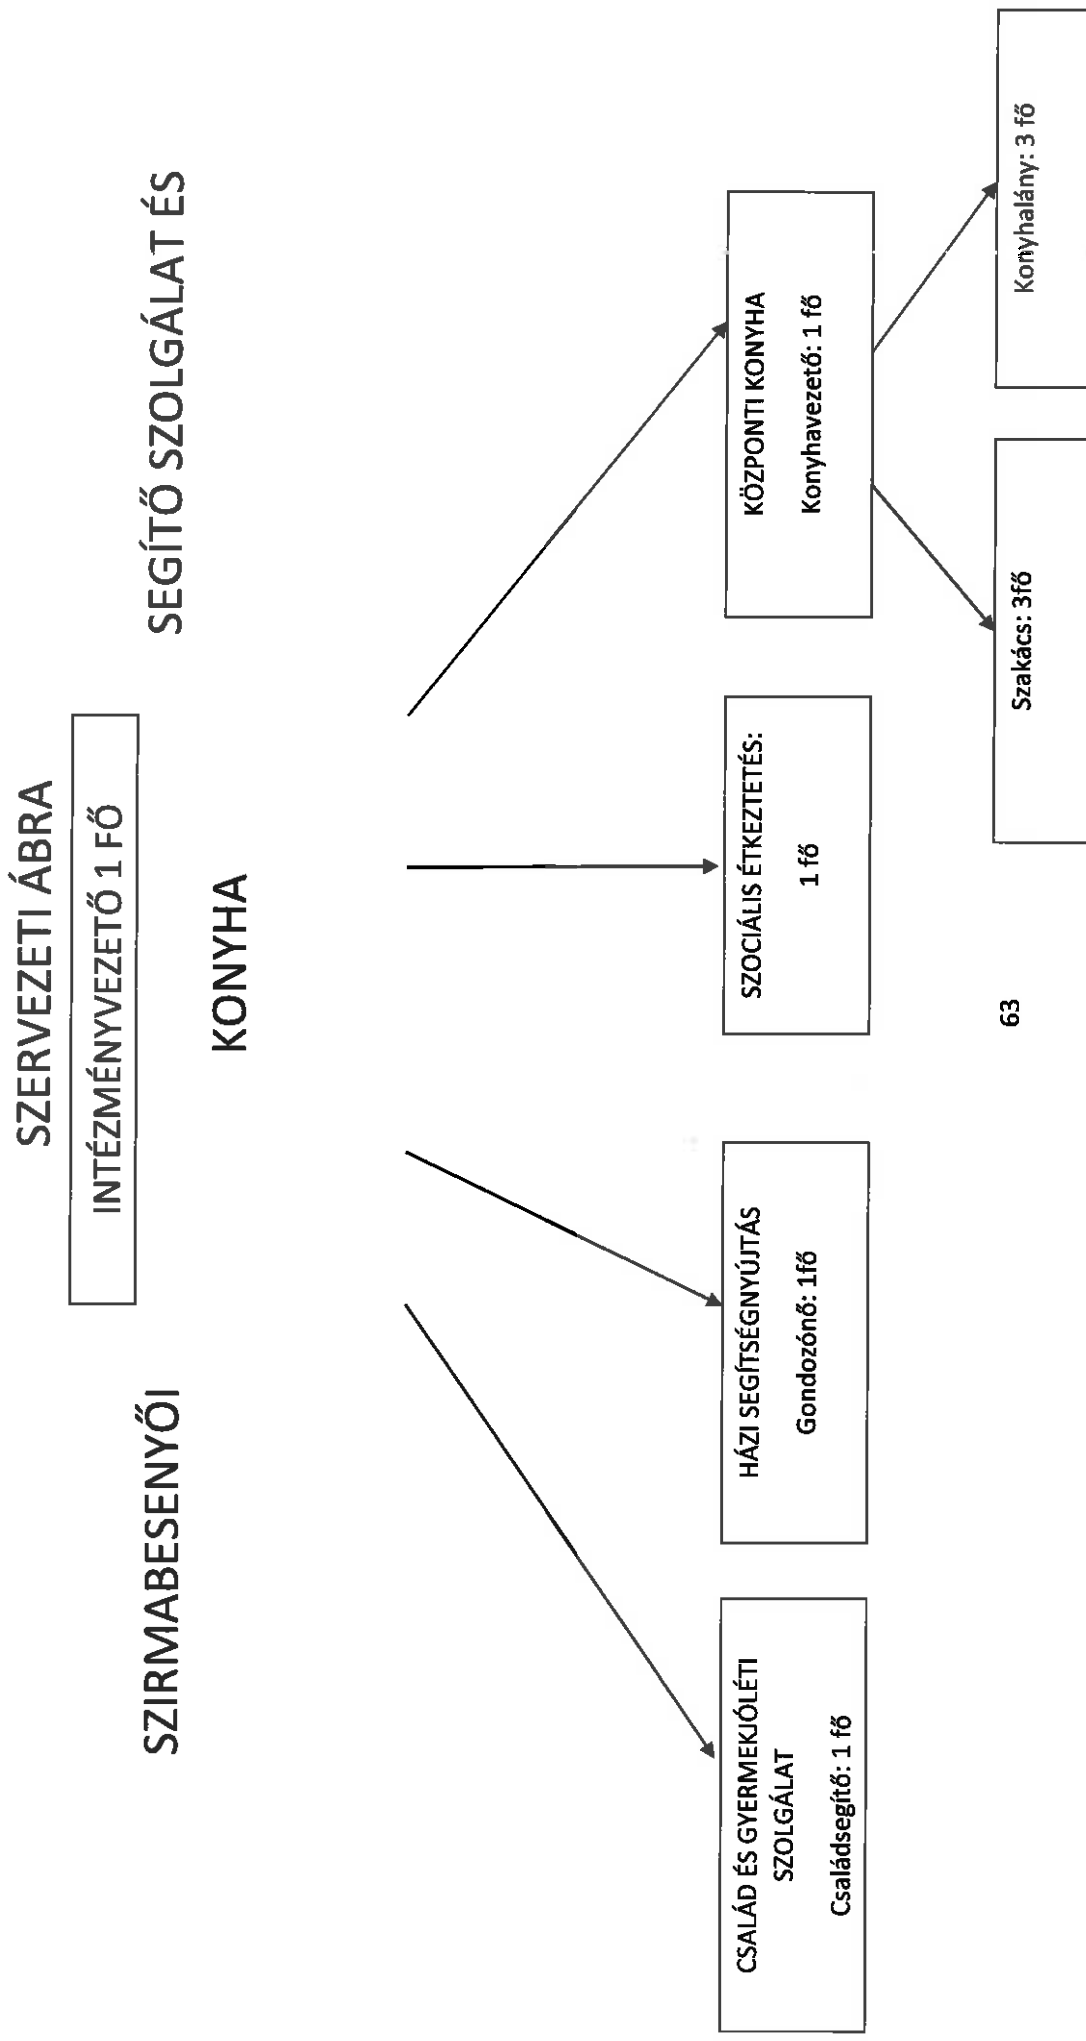 SZERVEZETI ÁBRA
INTÉZMÉNYVEZETŐ 1 FŐ
SZIRMABESENYŐI SEGÍTŐ SZOLGÁLAT ÉS
KONYHA
CSALÁD ÉS GYERMEKJÓLÉTI
SZOLGÁLAT
Családsegítő: 1 fő
HÁZI SEGÍTSÉGNYÚJTÁS
Gondozónő: 1fő
SZOCIÁLIS ÉTKEZTETÉS:
1 fő
KÖZPONTI KONYHA
Konyhavezető: 1 fő
Szakács: 3fő
Konyhalány: 3 fő
63